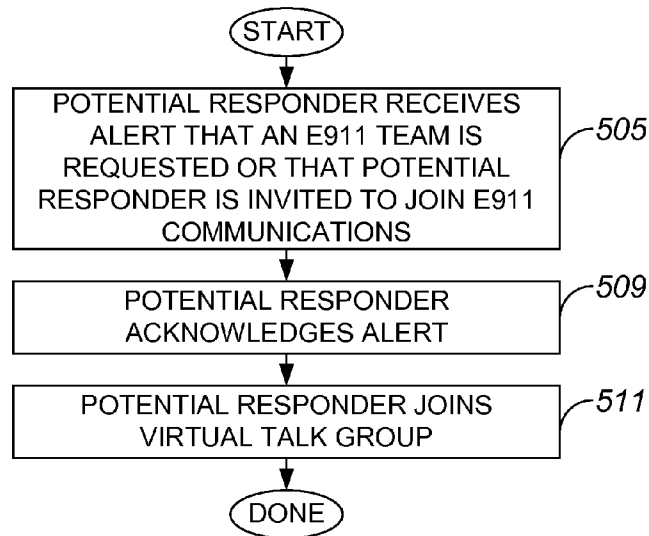 START
POTENTIAL RESPONDER RECEIVES
ALERT THAT AN E911 TEAM IS
REQUESTED OR THAT POTENTIAL
RESPONDER IS INVITED TO JOIN E911
COMMUNICATIONS
505
POTENTIAL RESPONDER
ACKNOWLEDGES ALERT
509
POTENTIAL RESPONDER JOINS
VIRTUAL TALK GROUP
511
DONE